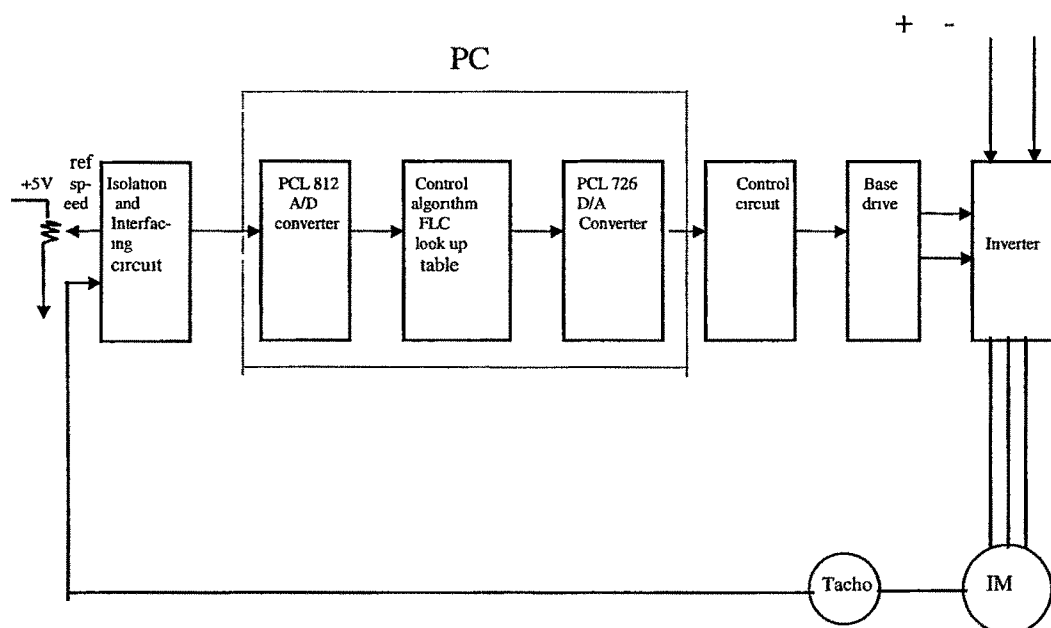 + -
PC
+5V
ref
sp-
eed
Isolation
and
Interfac-
ing
circuit
PCL 812
A/D
converter
Control
algorithm
FLC
look up
table
PCL 726
D/A
Converter
Control
circuit
Base
drive
Inverter
Tacho
IM